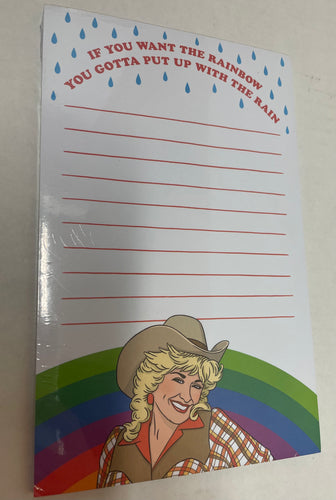 IF YOU WANT THE RAINBOW
YOU GOTTA PUT UP WITH THE RAIN